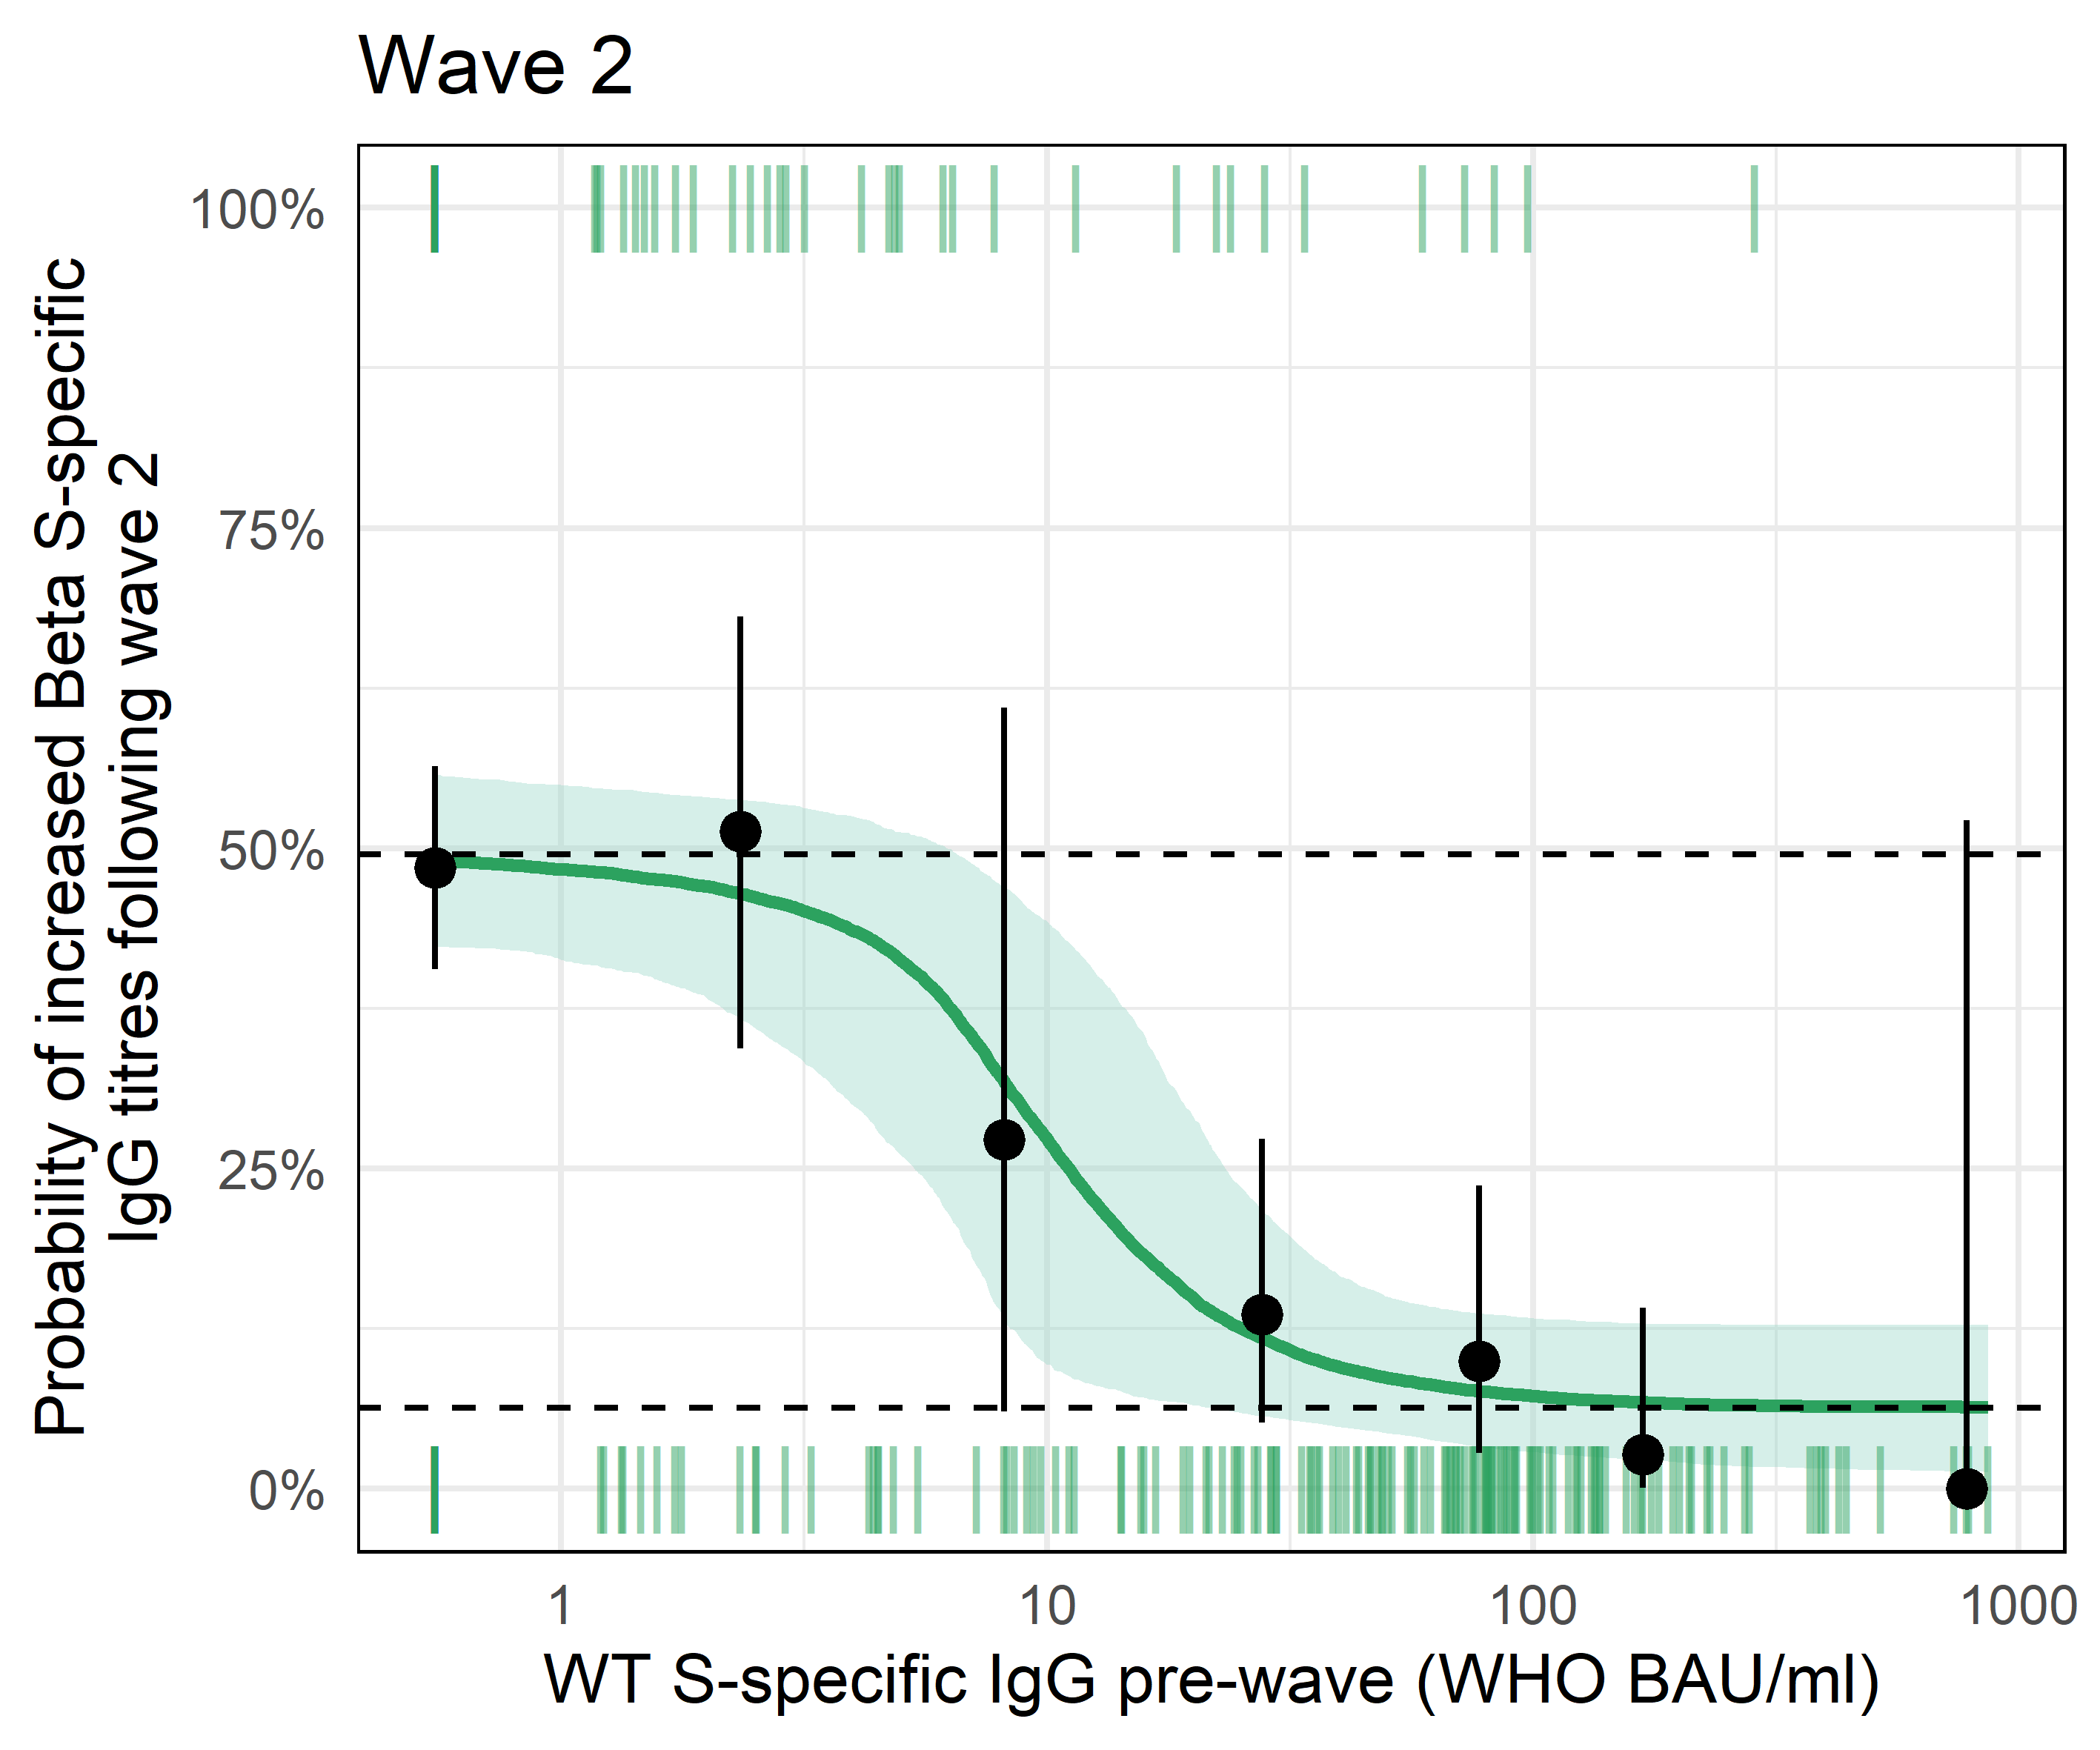 Wave 2
Probability of increased Beta S-specific
IgG titres following wave 2
100%
75%
50%
25%
0%
1 10 100 1000
WT S-specific IgG pre-wave (WHO BAU/ml)